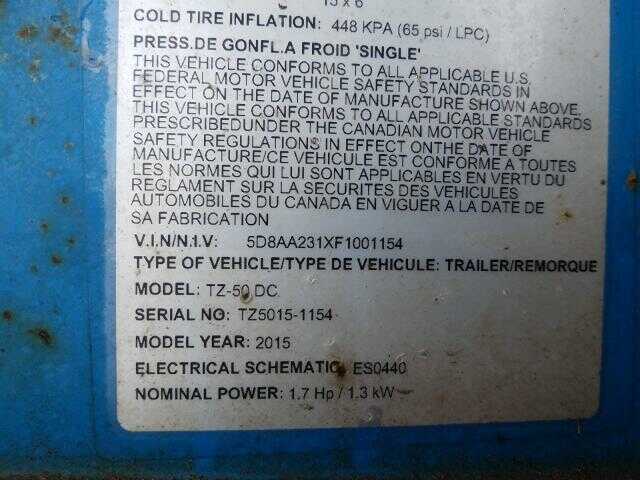 15 x 6
COLD TIRE INFLATION: 448 KPA (65 psi / LPC)
PRESS.DE GONFL.A FROID 'SINGLE'
THIS VEHICLE CONFORMS TO ALL APPLICABLE U.S.
FEDERAL MOTOR VEHICLE SAFETY STANDARDS IN
EFFECT ON THE DATE OF MANUFACTURE SHOWN ABOVE.
THIS VEHICLE CONFORMS TO ALL APPLICABLE STANDARDS
PRESCRIBEDUNDER THE CANADIAN MOTOR VEHICLE
SAFETY REGULATIONS IN EFFECT ONTHE DATE OF
MANUFACTURE/CE VEHICULE EST CONFORME A TOUTES
LES NORMES QUI LUI SONT APPLICABLES EN VERTU DU
REGLAMENT SUR LA SECURITES DES VEHICULES
AUTOMOBILES DU CANADA EN VIGUER A LA DATE DE
SA FABRICATION
V.I.N/N.I.V: 5D8AA231XF1001154
TYPE OF VEHICLE/TYPE DE VEHICULE: TRAILER/REMORQUE
MODEL: TZ-50 DC
SERIAL NO: TZ5015-1154
MODEL YEAR: 2015
ELECTRICAL SCHEMATIC: ES0440
NOMINAL POWER: 1.7 Hp / 1.3 kW